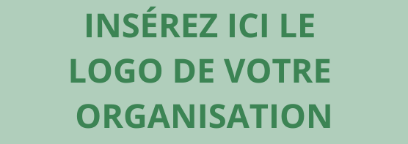 INSÉREZ ICI LE
LOGO DE VOTRE
ORGANISATION